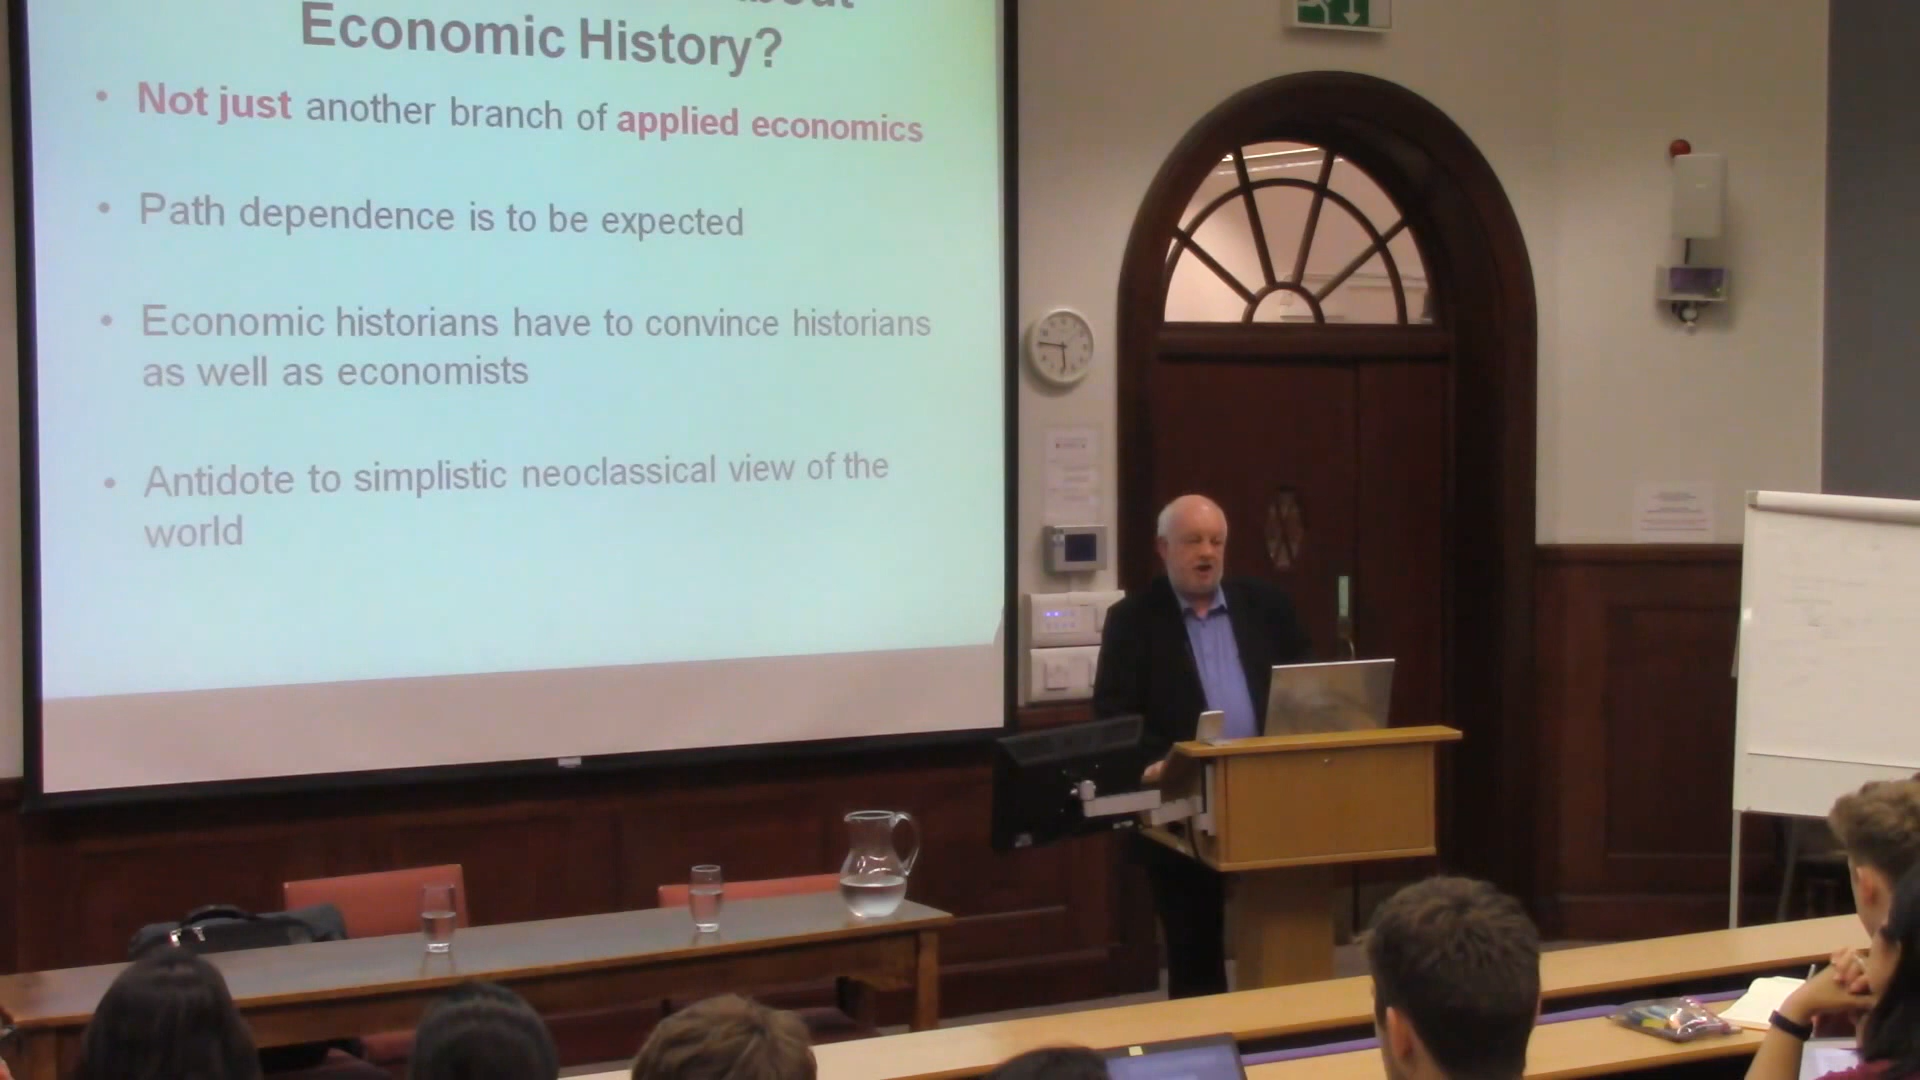 Economic History?
• Not just another branch of applied economics
• Path dependence is to be expected
• Economic historians have to convince historians
as well as economists
• Antidote to simplistic neoclassical view of the
world